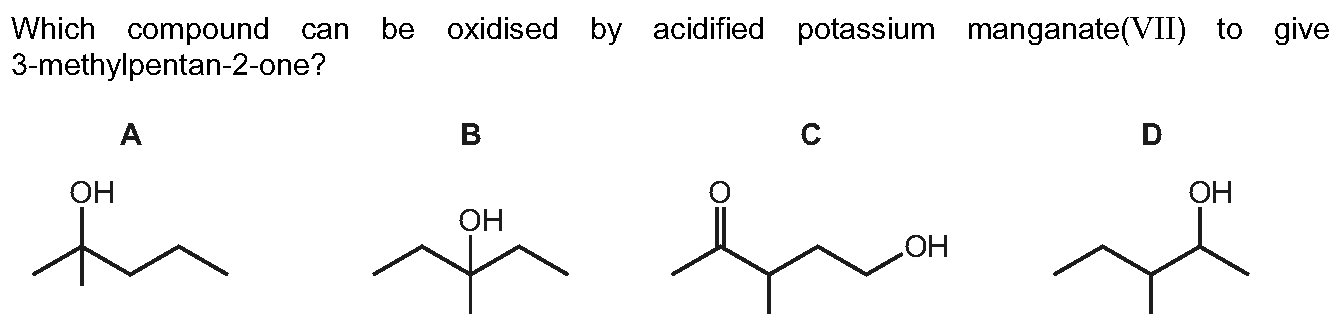 Which compound can be oxidised by acidified potassium manganate(VII) to give
3-methylpentan-2-one?
A B C D
OH OH O OH OH